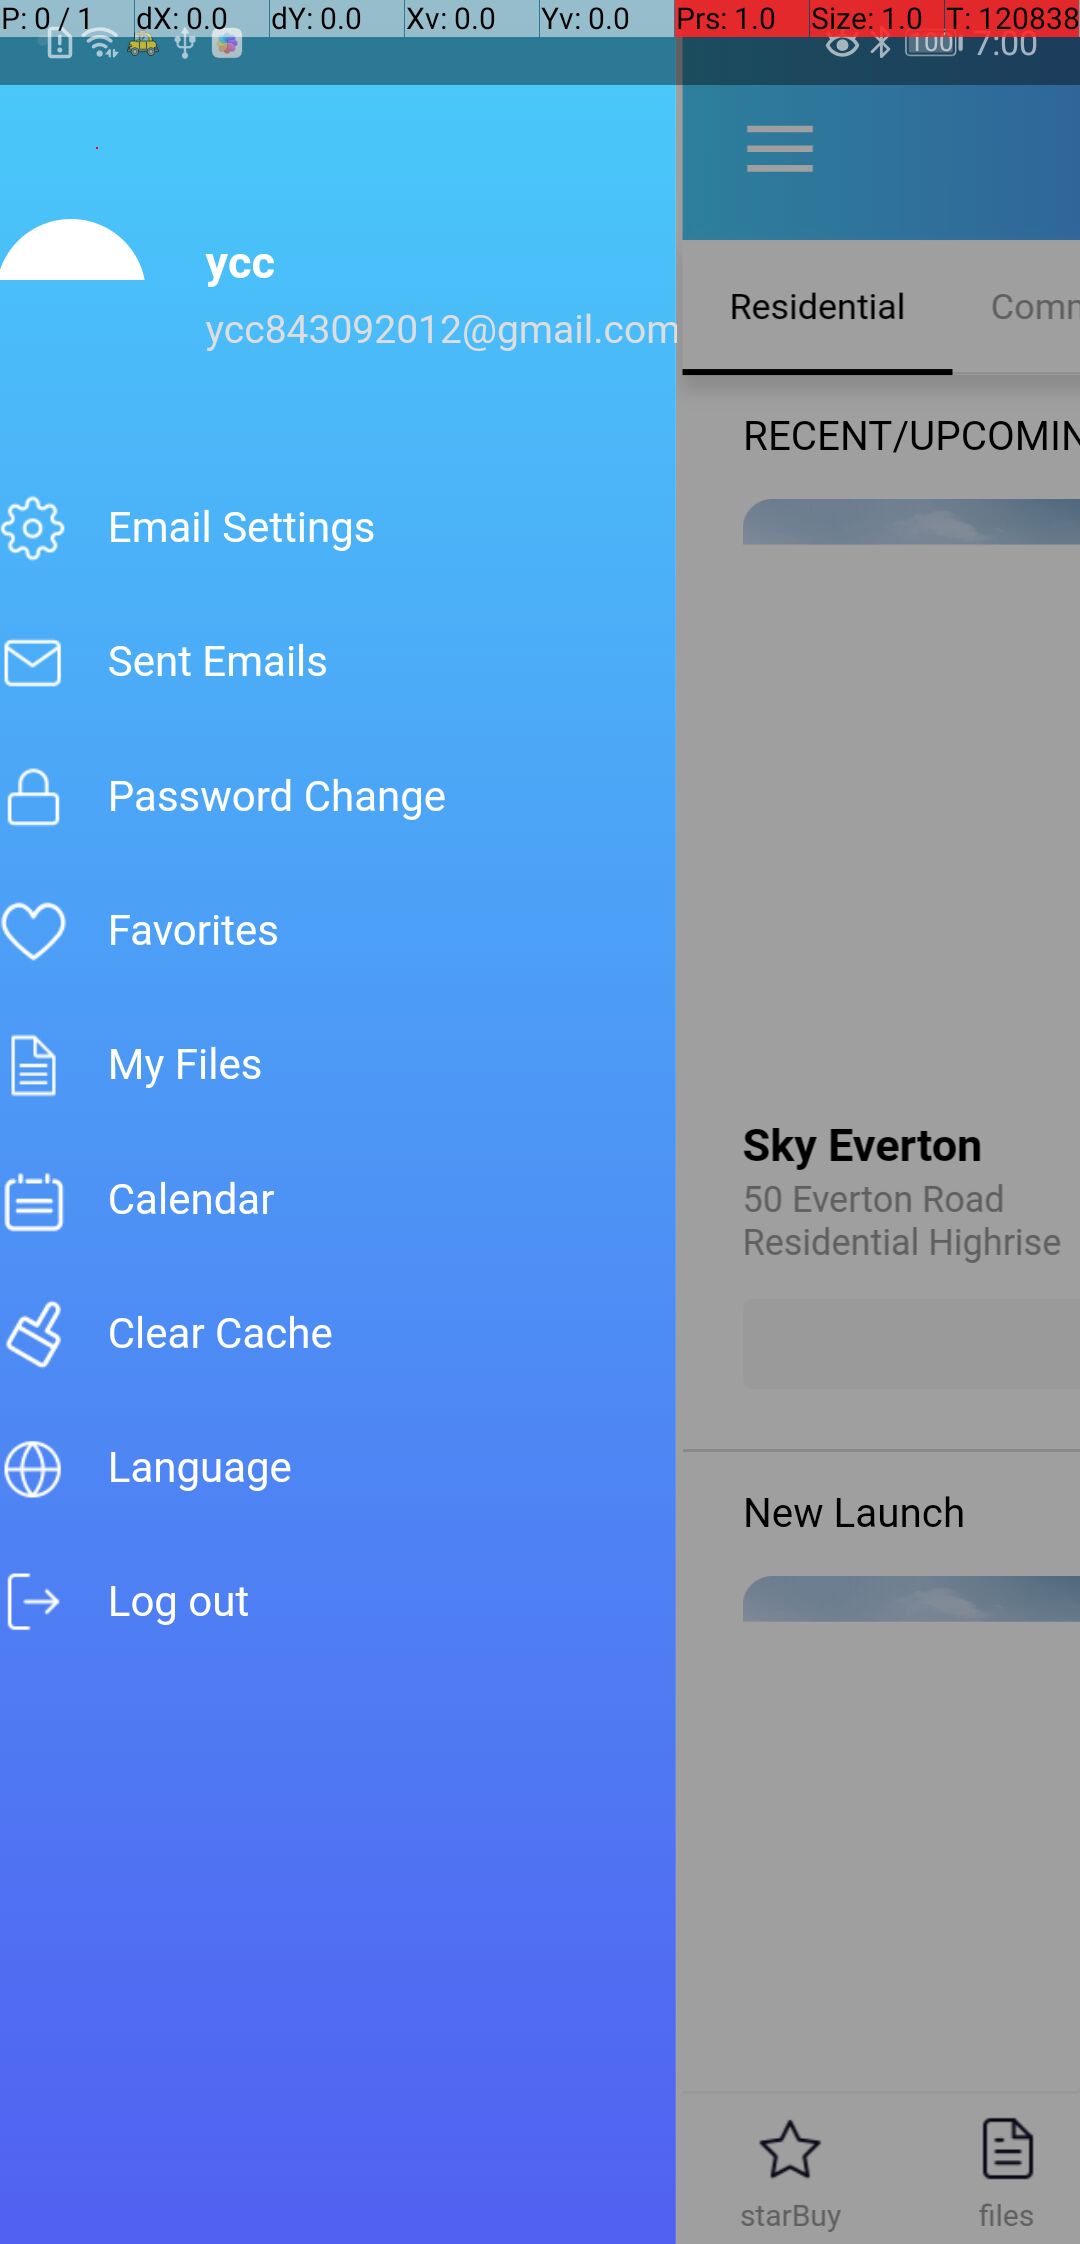 P: 0 / 1 dX: 0.0 dY: 0.0 Xv: 0.0 Yv: 0.0 Prs: 1.0 Size: 1.0 T: 120838
100 7:00
ycc
ycc843092012@gmail.com
Email Settings
Sent Emails
Password Change
Favorites
My Files
Calendar
Clear Cache
Language
Log out
Residential Comm
RECENT/UPCOMIN
Sky Everton
50 Everton Road
Residential Highrise
New Launch
starBuy files